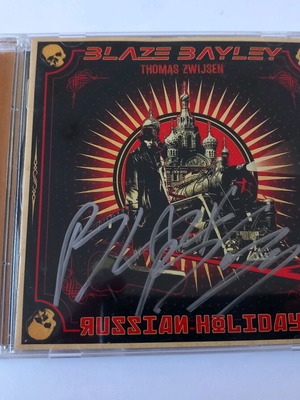 BLAZE BAYLEY
THOMAS ZWIJSEN
RUSSIAN HOLIDAY